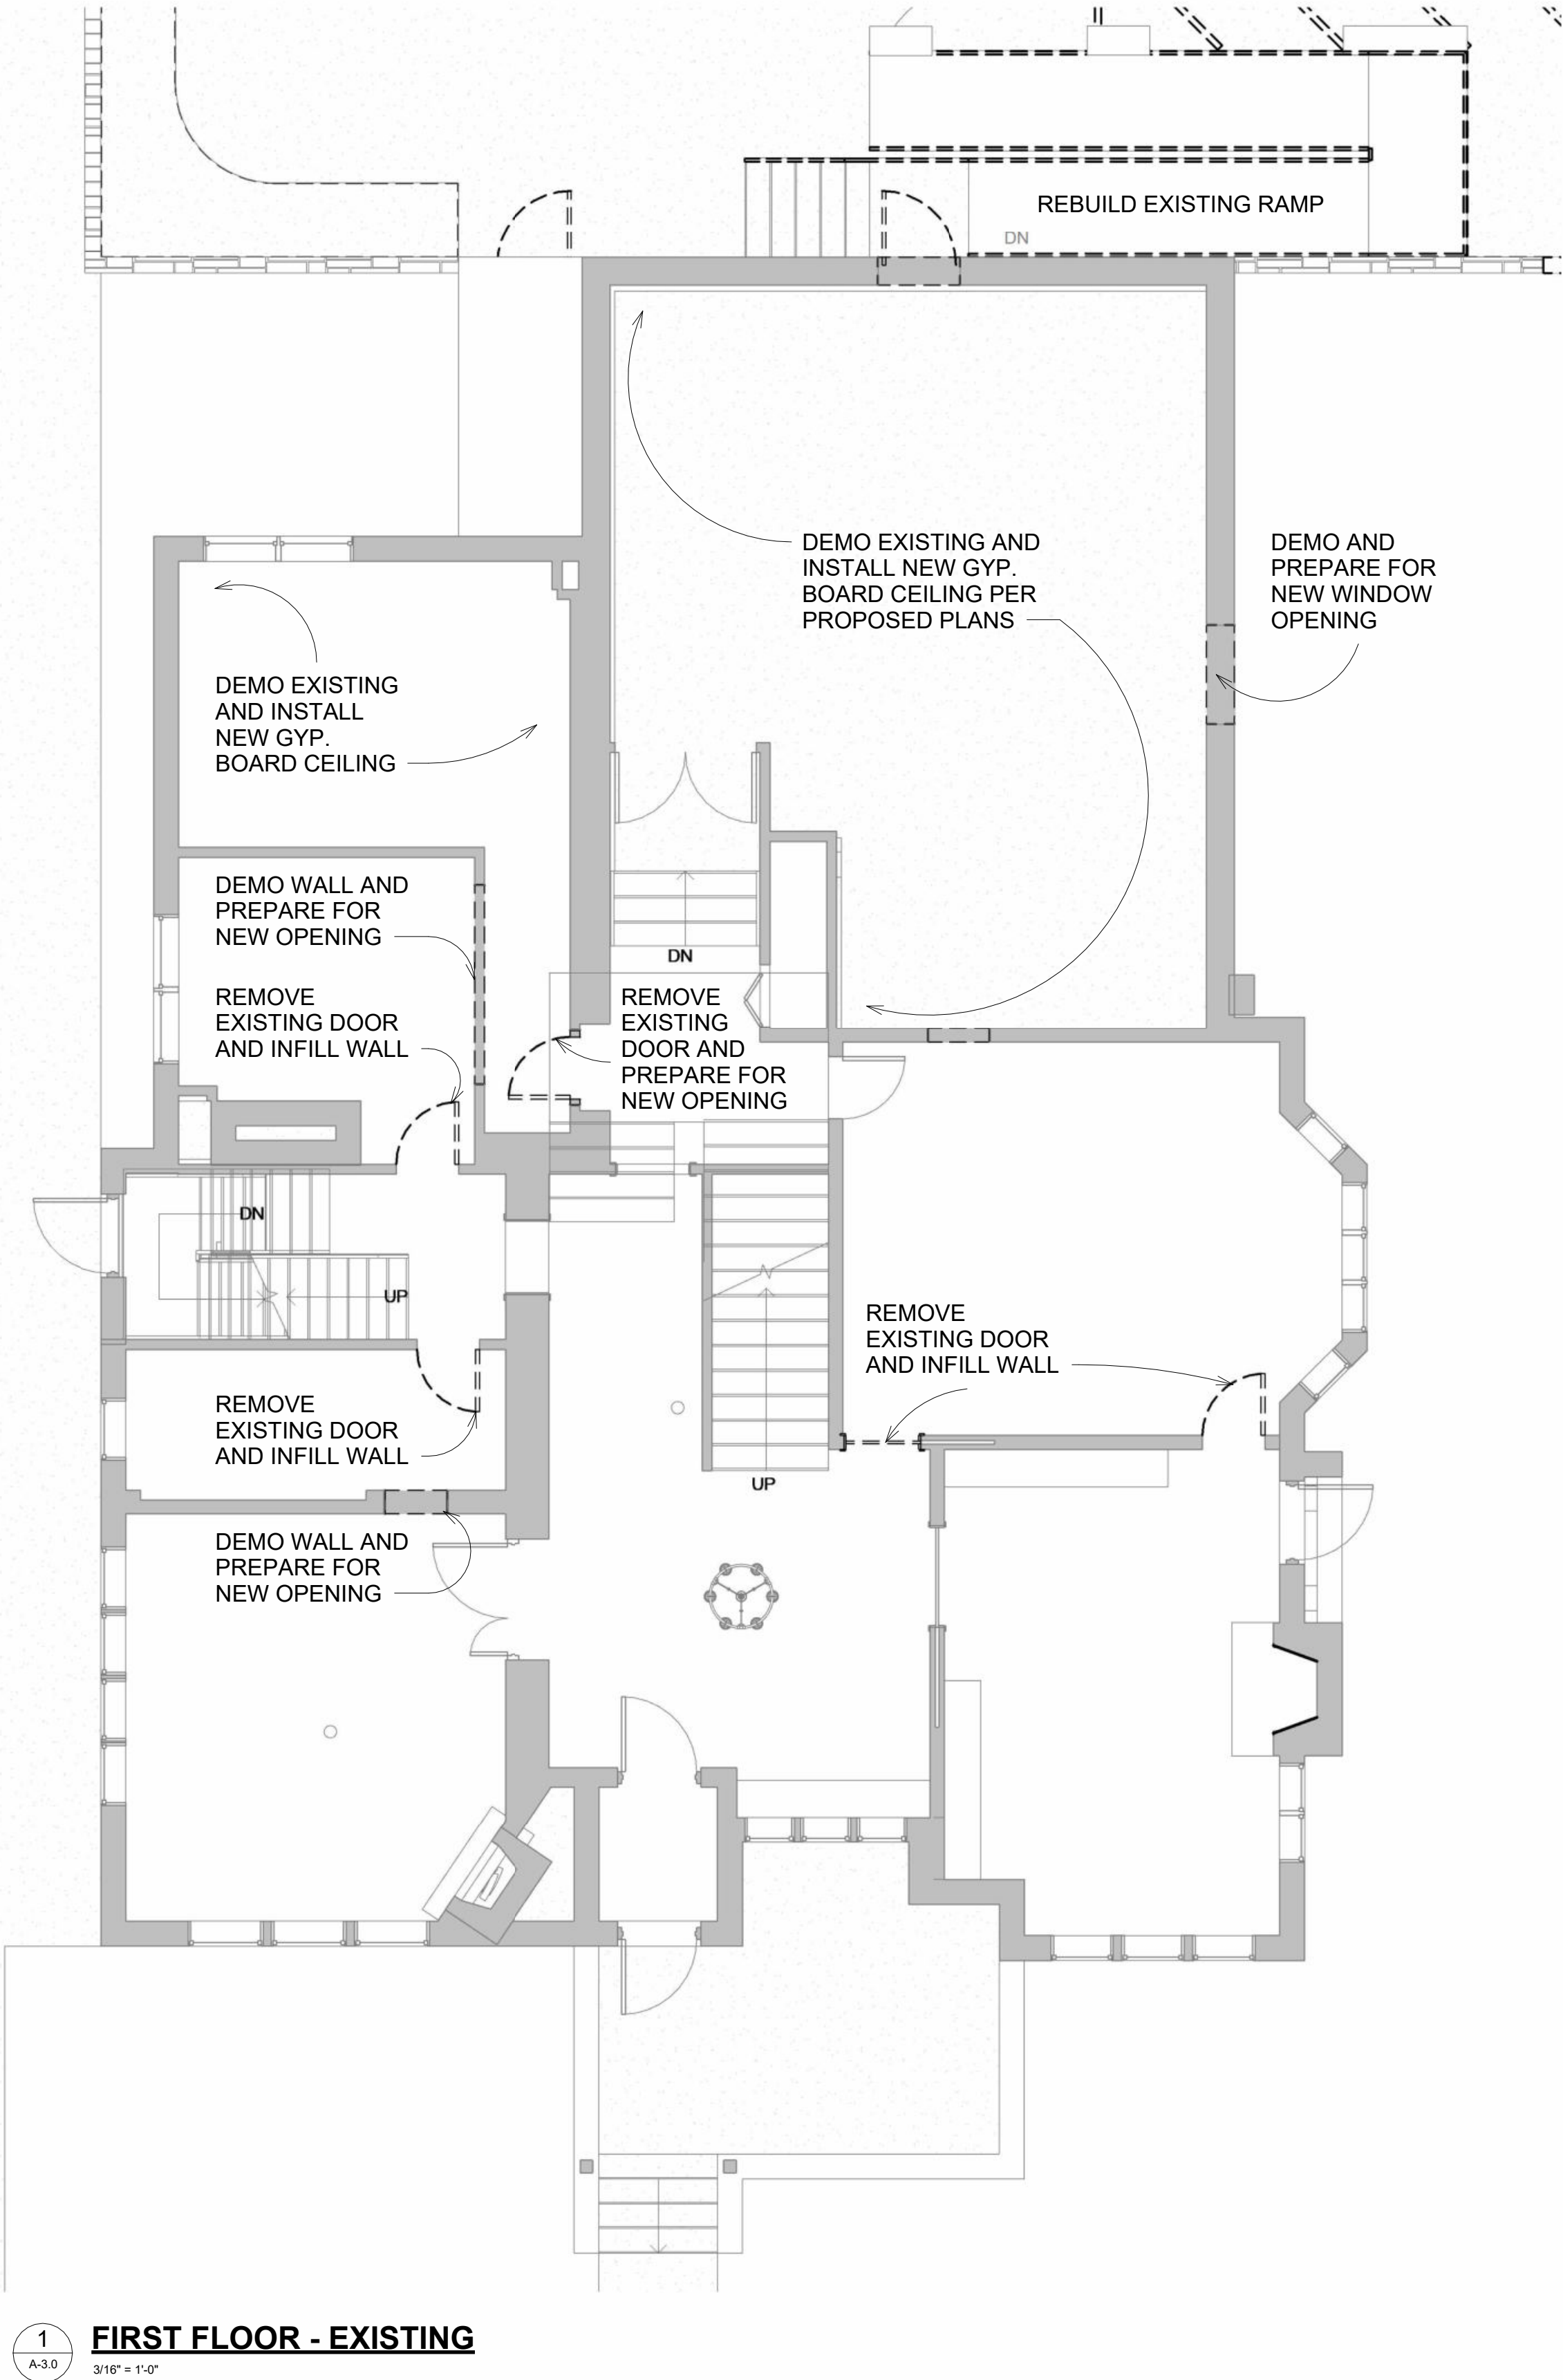 REBUILD EXISTING RAMP
DN
DEMO EXISTING AND
INSTALL NEW GYP.
BOARD CEILING PER
PROPOSED PLANS
DEMO AND
PREPARE FOR
NEW WINDOW
OPENING
DEMO EXISTING
AND INSTALL
NEW GYP.
BOARD CEILING
DEMO WALL AND
PREPARE FOR
NEW OPENING
DN
REMOVE
EXISTING DOOR
AND INFILL WALL
REMOVE
EXISTING
DOOR AND
PREPARE FOR
NEW OPENING
DN
UP
REMOVE
EXISTING DOOR
AND INFILL WALL
REMOVE
EXISTING DOOR
AND INFILL WALL
UP
DEMO WALL AND
PREPARE FOR
NEW OPENING
1
A-3.0
FIRST FLOOR - EXISTING
3/16" = 1'-0"